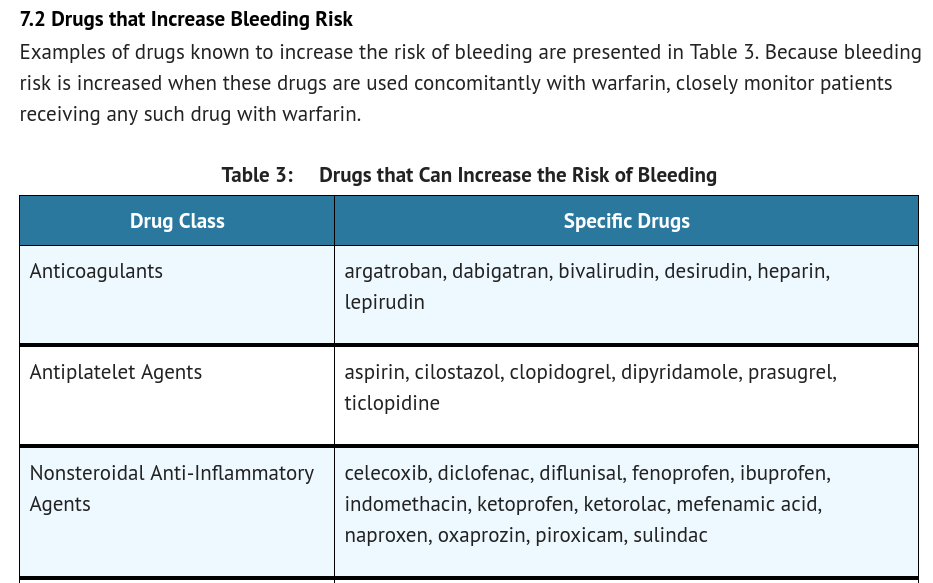 7.2 Drugs that Increase Bleeding Risk
Examples of drugs known to increase the risk of bleeding are presented in Table 3. Because bleeding
risk is increased when these drugs are used concomitantly with warfarin, closely monitor patients
receiving any such drug with warfarin.
Table 3: Drugs that Can Increase the Risk of Bleeding
Drug Class Specific Drugs
Anticoagulants argatroban, dabigatran, bivalirudin, desirudin, heparin,
lepirudin
Antiplatelet Agents aspirin, cilostazol, clopidogrel, dipyridamole, prasugrel,
ticlopidine
Nonsteroidal Anti-Inflammatory celecoxib, diclofenac, diflunisal, fenoprofen, ibuprofen,
Agents indomethacin, ketoprofen, ketorolac, mefenamic acid,
naproxen, oxaprozin, piroxicam, sulindac